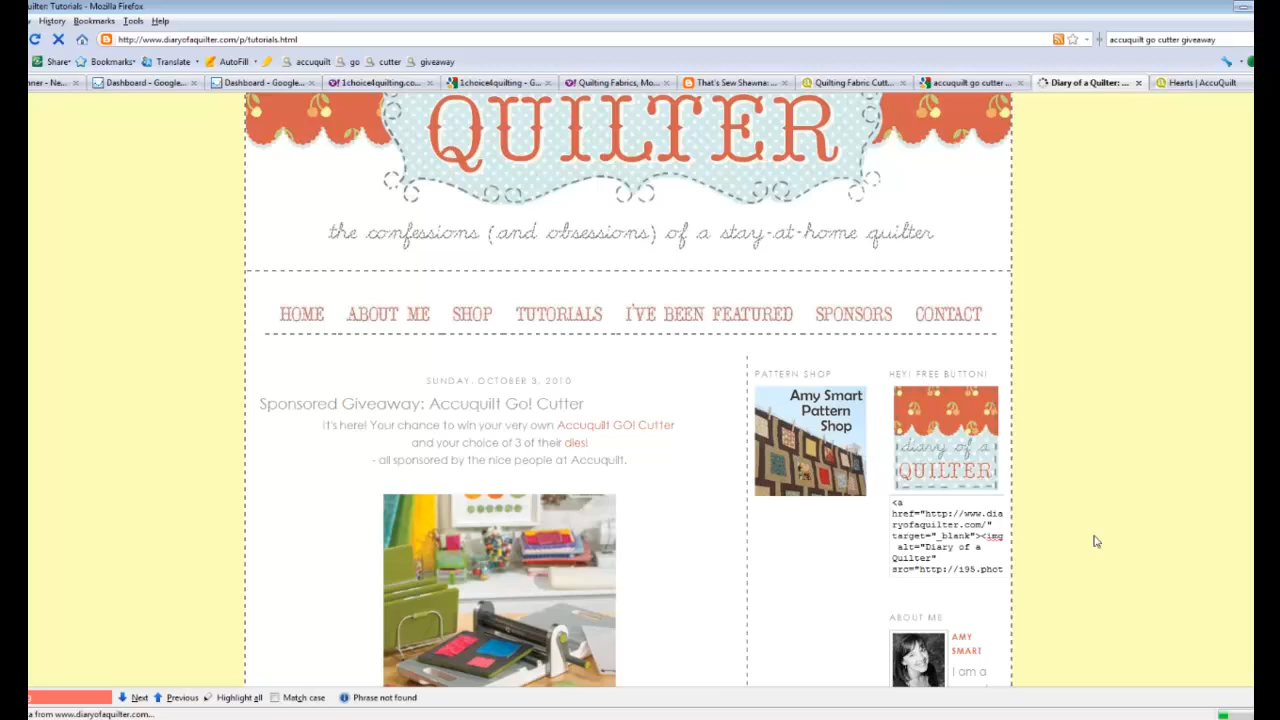 uilter: Tutorials - Mozilla Firefox
History Bookmarks Tools Help
http://www.diaryofaquilter.com/p/tutorials.html
accuquilt go cutter giveaway
Share Bookmarks Translate AutoFill accuquilt go cutter giveaway
nner - Ne... Dashboard - Google... Dashboard - Google... 1choice4quilting.co... 1choice4quilting - G... Quilting Fabrics, Mo... That's Sew Shawna: ... Quilting Fabric Cutt... accuquilt go cutter ... Diary of a Quilter: ... Hearts | AccuQuilt
QUILTER
the confessions (and obsessions) of a stay-at-home quilter
HOME ABOUT ME SHOP TUTORIALS I'VE BEEN FEATURED SPONSORS CONTACT
SUNDAY, OCTOBER 3, 2010
Sponsored Giveaway: Accuquilt Go! Cutter
It's here! Your chance to win your very own Accuquilt GO! Cutter
and your choice of 3 of their dies!
- all sponsored by the nice people at Accuquilt.
PATTERN SHOP
Amy Smart
Pattern
Shop
HEY! FREE BUTTON!
diary of a
QUILTER
<a
href="http://www.dia
ryofaquilter.com/"
target="_blank"><img
alt="Diary of a
Quilter"
src="http://i95.phot
ABOUT ME
AMY
SMART
I am a
Next Previous Highlight all Match case Phrase not found
a from www.diaryofaquilter.com...